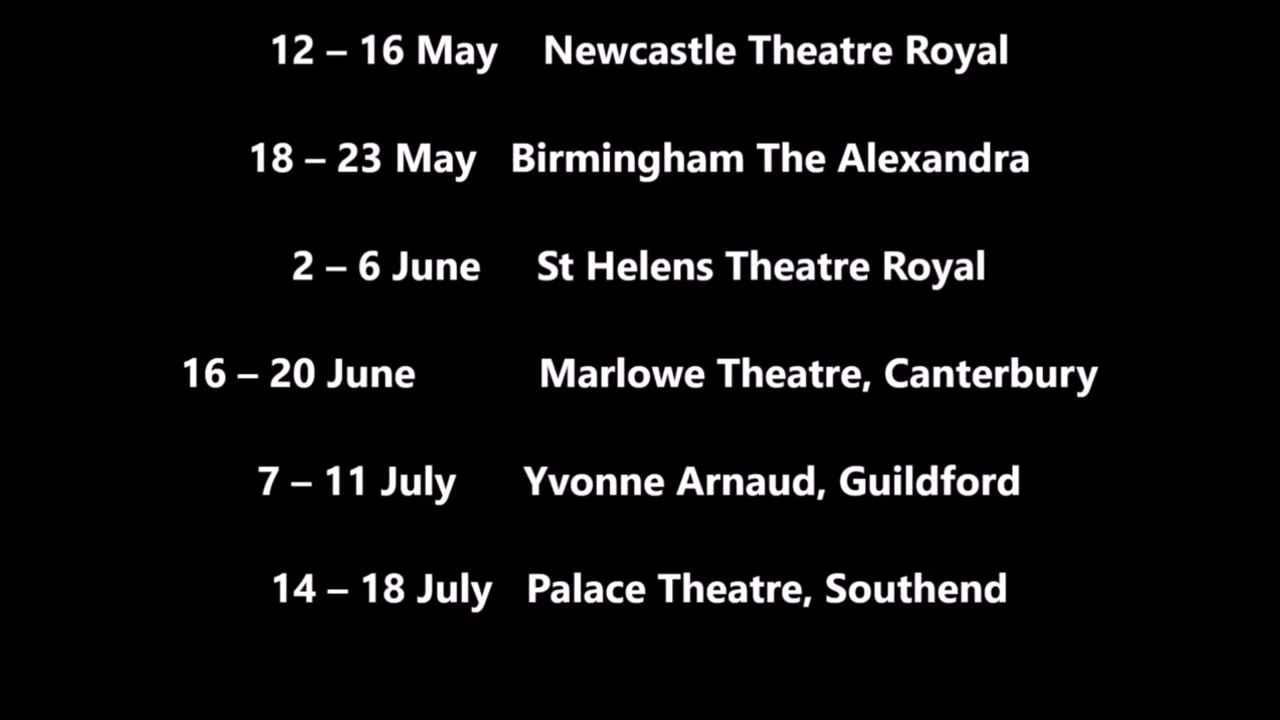 12 – 16 May Newcastle Theatre Royal
18 – 23 May Birmingham The Alexandra
2 – 6 June St Helens Theatre Royal
16 – 20 June Marlowe Theatre, Canterbury
7 – 11 July Yvonne Arnaud, Guildford
14 – 18 July Palace Theatre, Southend